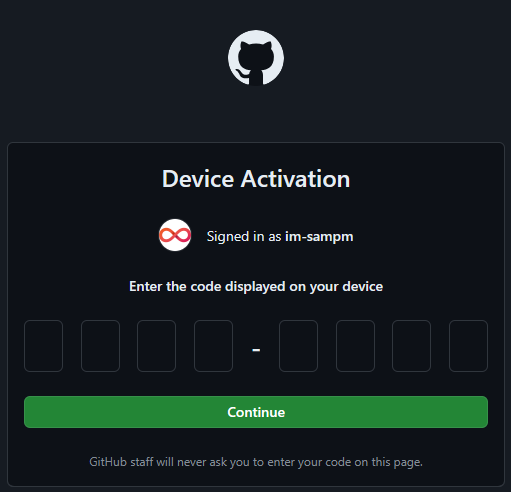 Device Activation
Signed in as im-sampm
Enter the code displayed on your device
-
Continue
GitHub staff will never ask you to enter your code on this page.